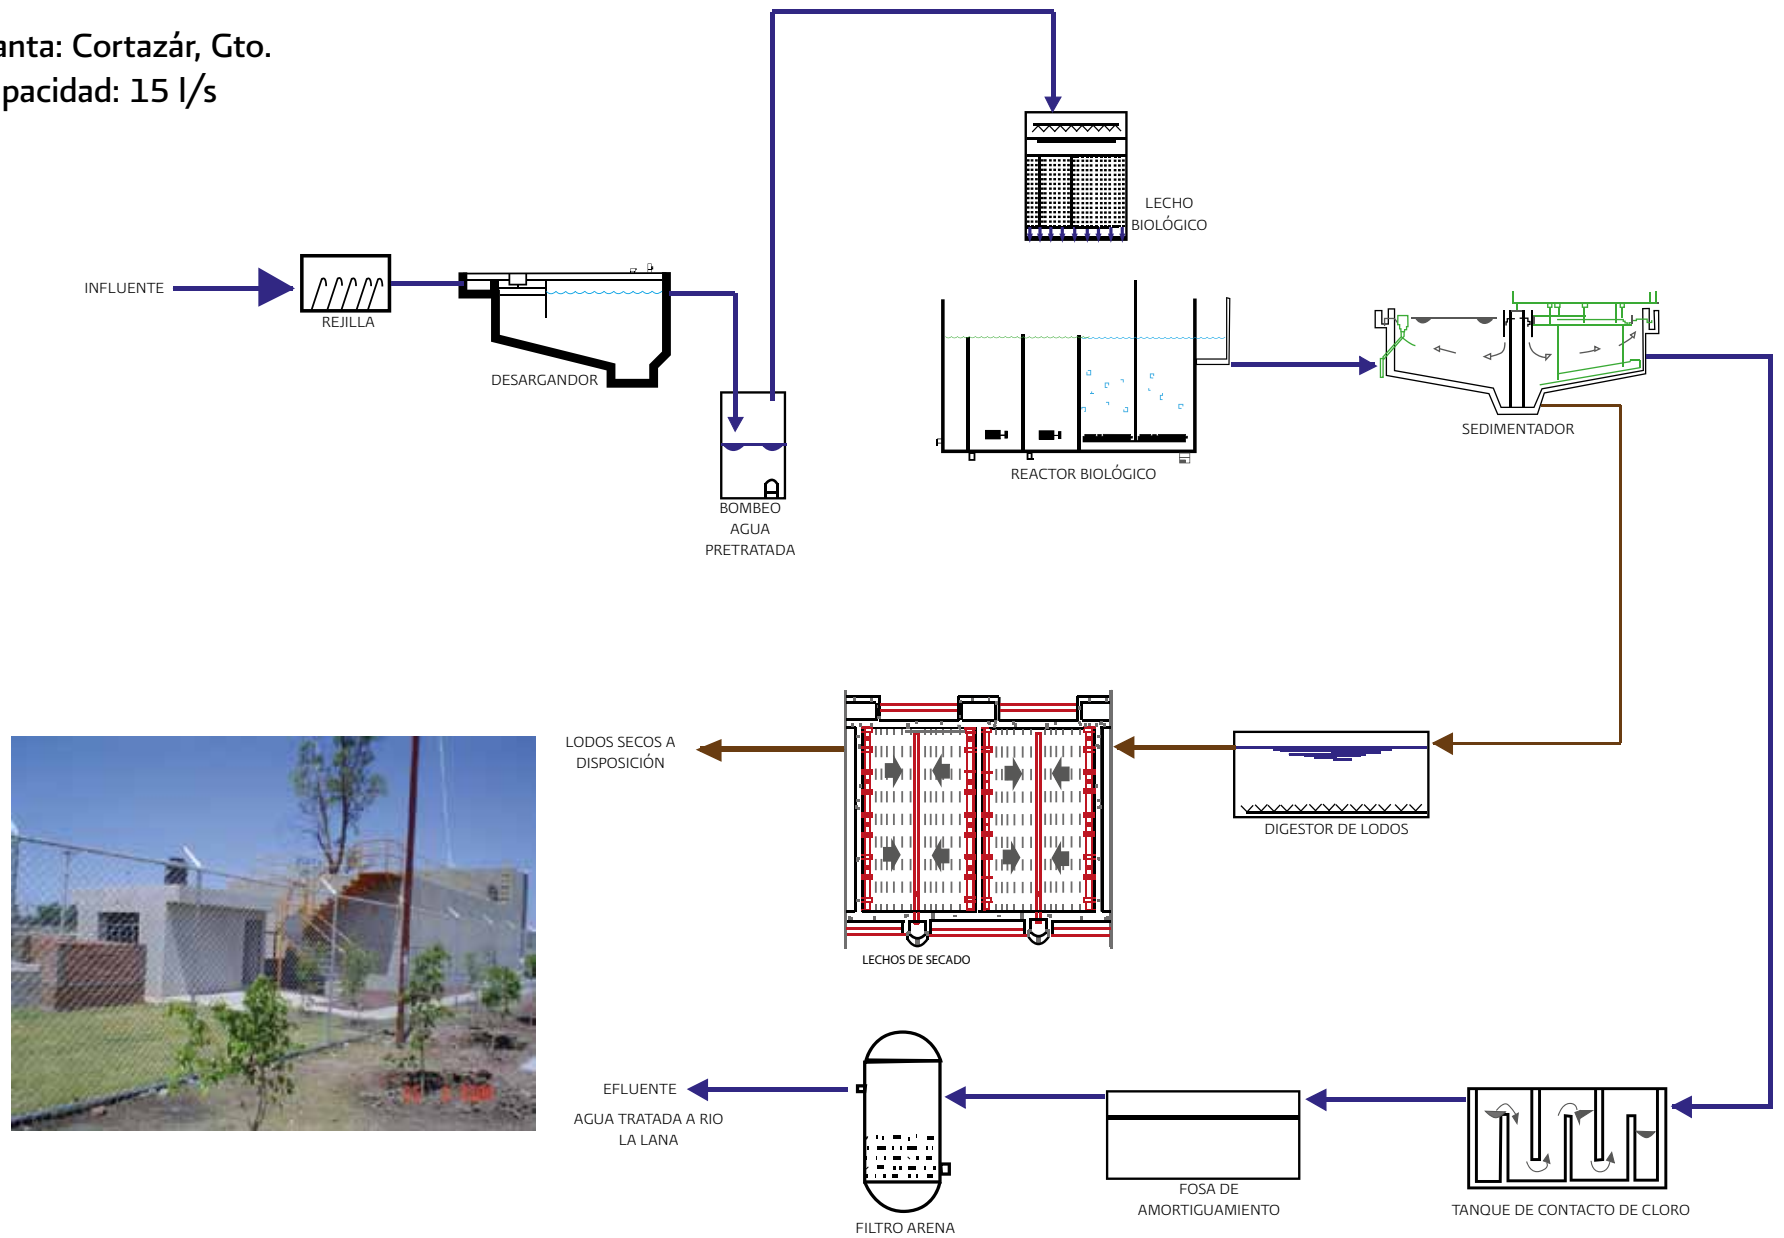 anta: Cortazár, Gto.
pacidad: 15 l/s
LECHO
BIOLÓGICO
INFLUENTE
REJILLA
DESARGANDOR
BOMBEO
AGUA
PRETRATADA
REACTOR BIOLÓGICO
SEDIMENTADOR
LODOS SECOS A
DISPOSICIÓN
LECHOS DE SECADO
DIGESTOR DE LODOS
EFLUENTE
AGUA TRATADA A RIO
LA LANA
FILTRO ARENA
FOSA DE
AMORTIGUAMIENTO
TANQUE DE CONTACTO DE CLORO